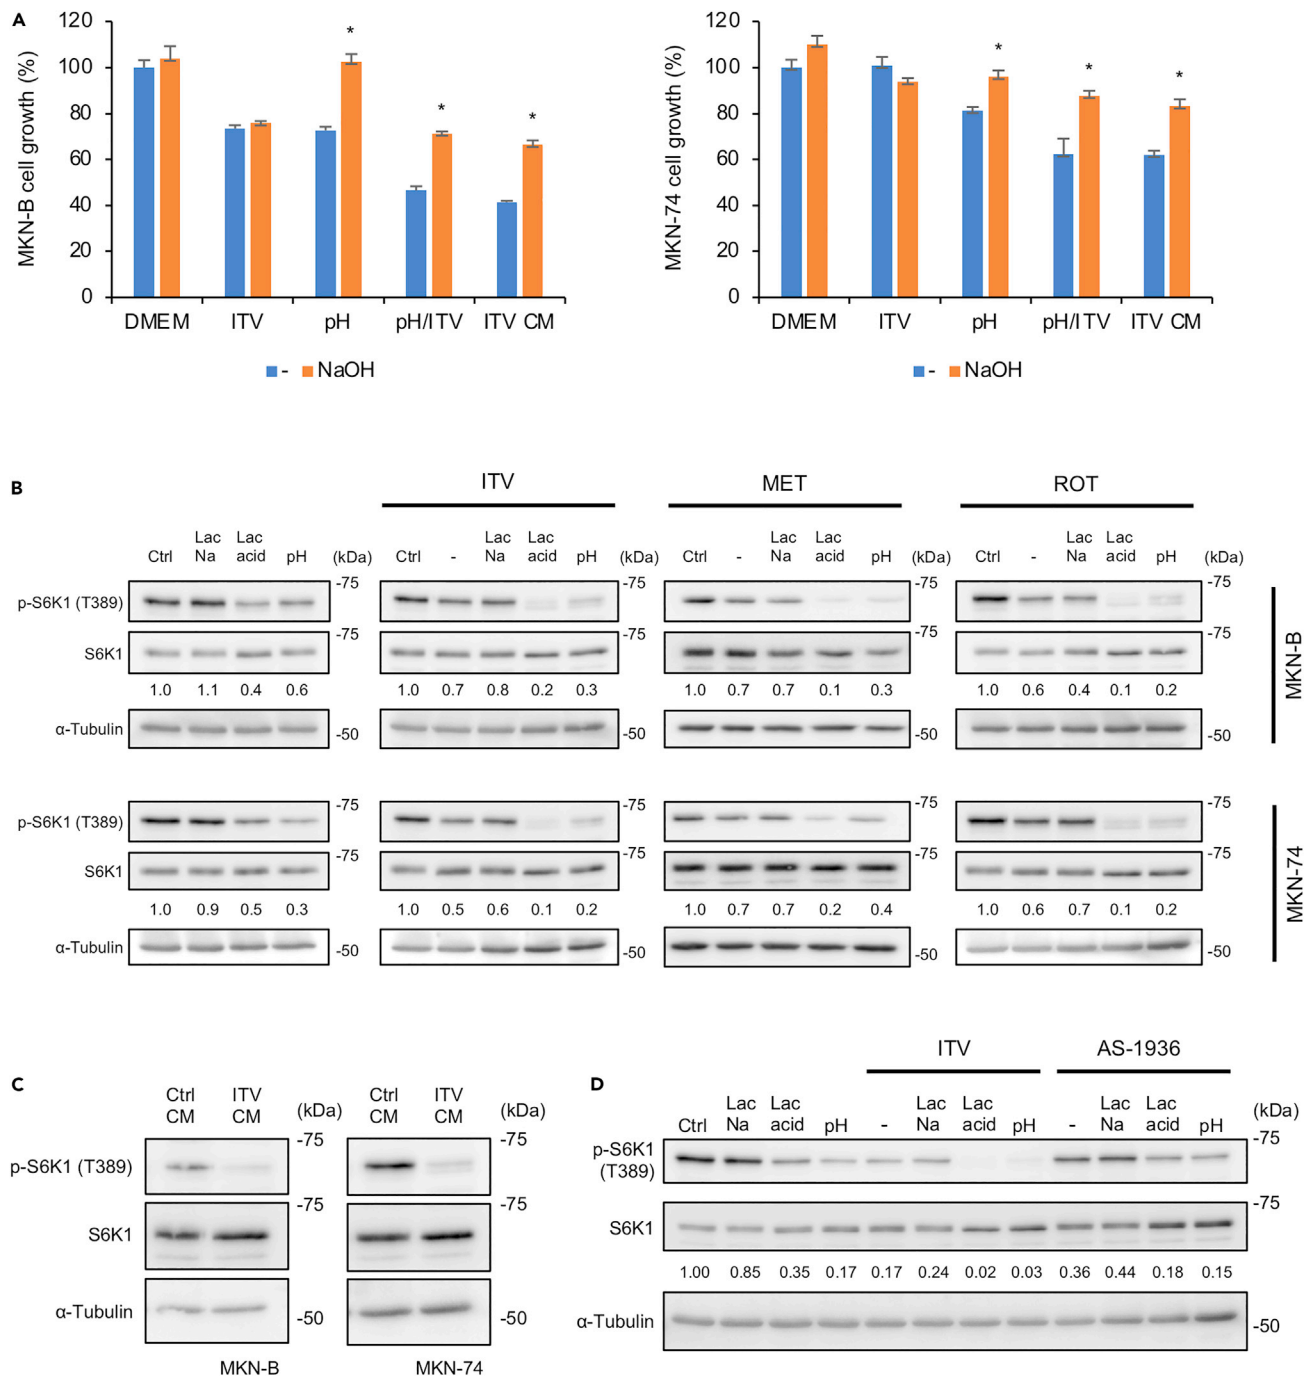 A
MKN-B cell growth (%)
120
100
80
60
40
20
0
DMEM ITV pH pH/ITV ITV CM
* * *
- NaOH
MKN-74 cell growth (%)
120
100
80
60
40
20
0
DMEM ITV pH pH/ITV ITV CM
* * *
- NaOH
B
ITV MET ROT
Ctrl Lac Na Lac acid pH (kDa) Ctrl - Lac Na Lac acid pH (kDa) Ctrl - Lac Na Lac acid pH (kDa) Ctrl - Lac Na Lac acid pH (kDa)
p-S6K1 (T389) -75 -75 -75 -75
S6K1 -75 -75 -75 -75
1.0 1.1 0.4 0.6 1.0 0.7 0.8 0.2 0.3 1.0 0.7 0.7 0.1 0.3 1.0 0.6 0.4 0.1 0.2
α-Tubulin -50 -50 -50 -50
MKN-B
p-S6K1 (T389) -75 -75 -75 -75
S6K1 -75 -75 -75 -75
1.0 0.9 0.5 0.3 1.0 0.5 0.6 0.1 0.2 1.0 0.7 0.7 0.2 0.4 1.0 0.6 0.7 0.1 0.2
α-Tubulin -50 -50 -50 -50
MKN-74
C
Ctrl CM ITV CM (kDa) Ctrl CM ITV CM (kDa)
p-S6K1 (T389) -75 -75
S6K1 -75 -75
α-Tubulin -50 -50
MKN-B MKN-74
D
ITV AS-1936
Ctrl Lac Na Lac acid pH - Lac Na Lac acid pH - Lac Na Lac acid pH (kDa)
p-S6K1 -75
(T389)
S6K1 -75
1.00 0.85 0.35 0.17 0.17 0.24 0.02 0.03 0.36 0.44 0.18 0.15
α-Tubulin -50